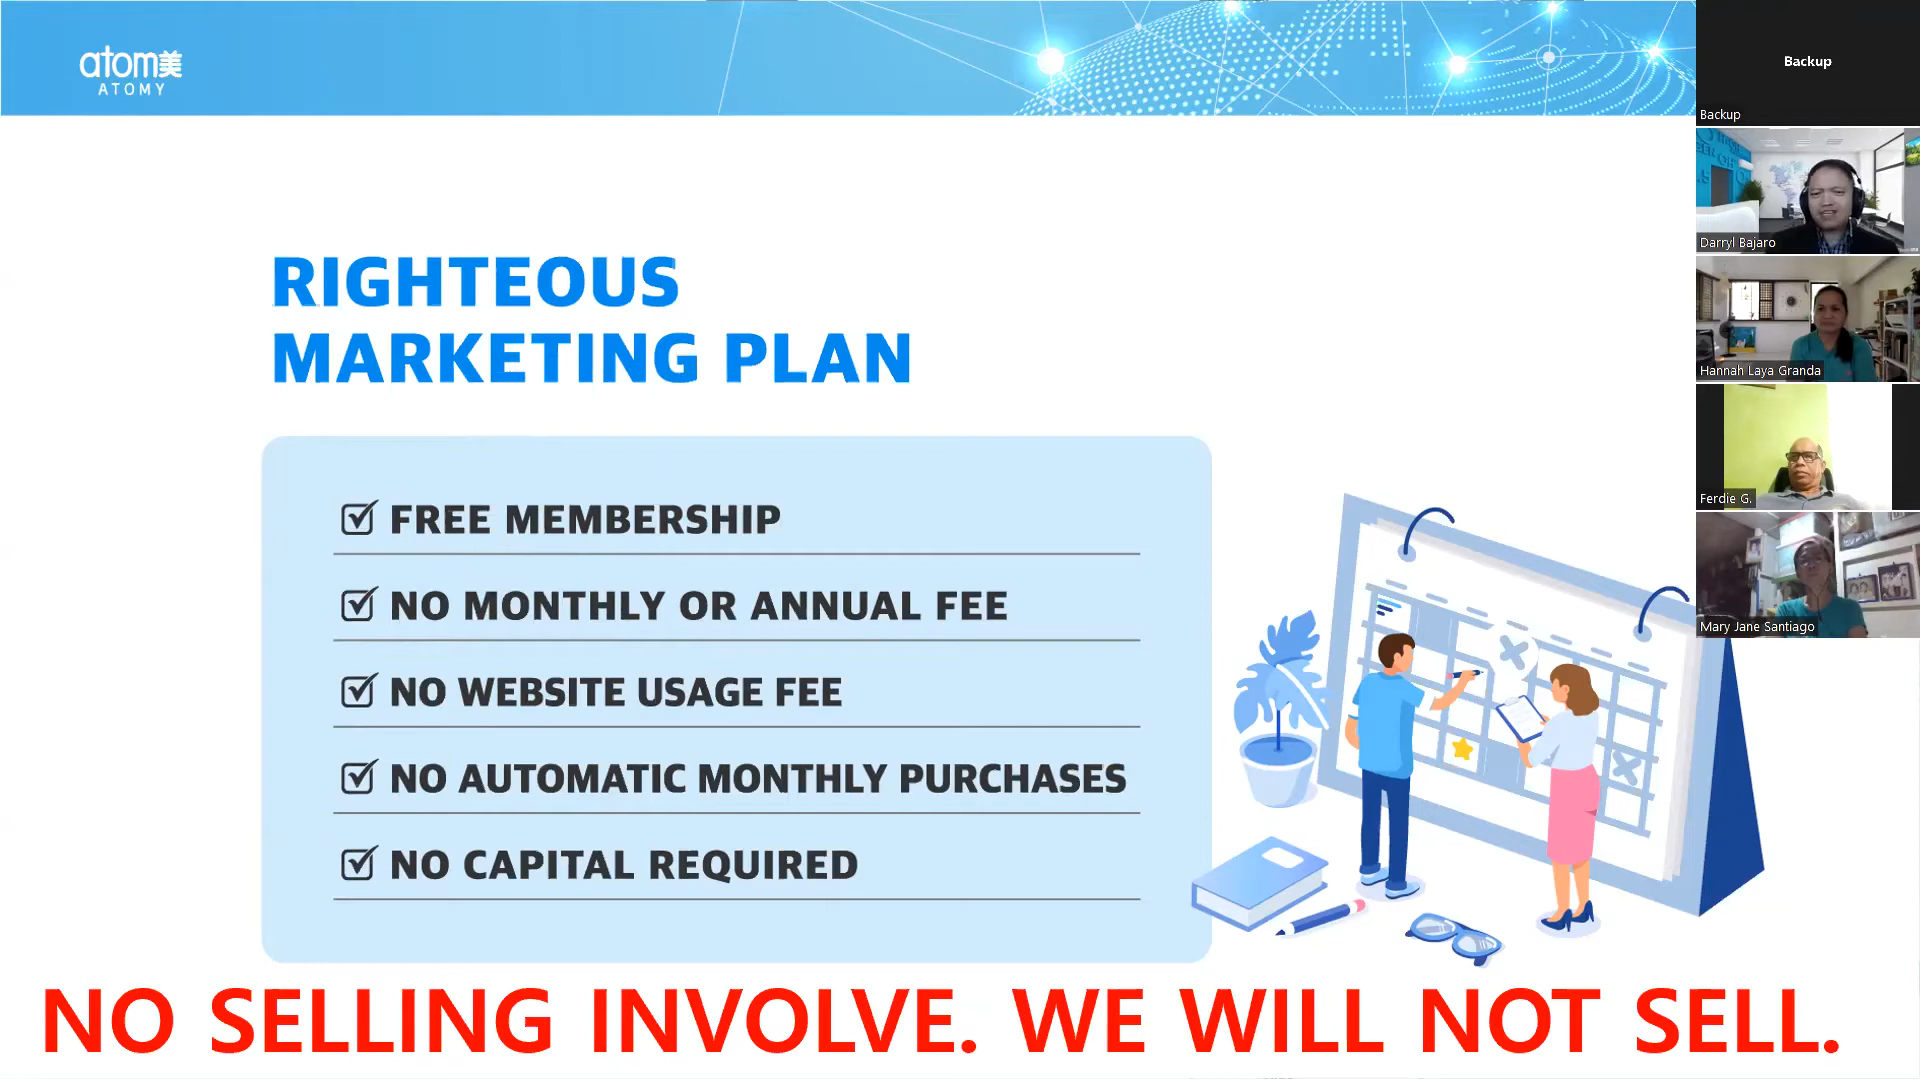 atom美
ATOMY
RIGHTEOUS
MARKETING PLAN
FREE MEMBERSHIP
NO MONTHLY OR ANNUAL FEE
NO WEBSITE USAGE FEE
NO AUTOMATIC MONTHLY PURCHASES
NO CAPITAL REQUIRED
NO SELLING INVOLVE. WE WILL NOT SELL.
Backup
Backup
Darryl Bajaro
Hannah Laya Granda
Ferdie G.
Mary Jane Santiago